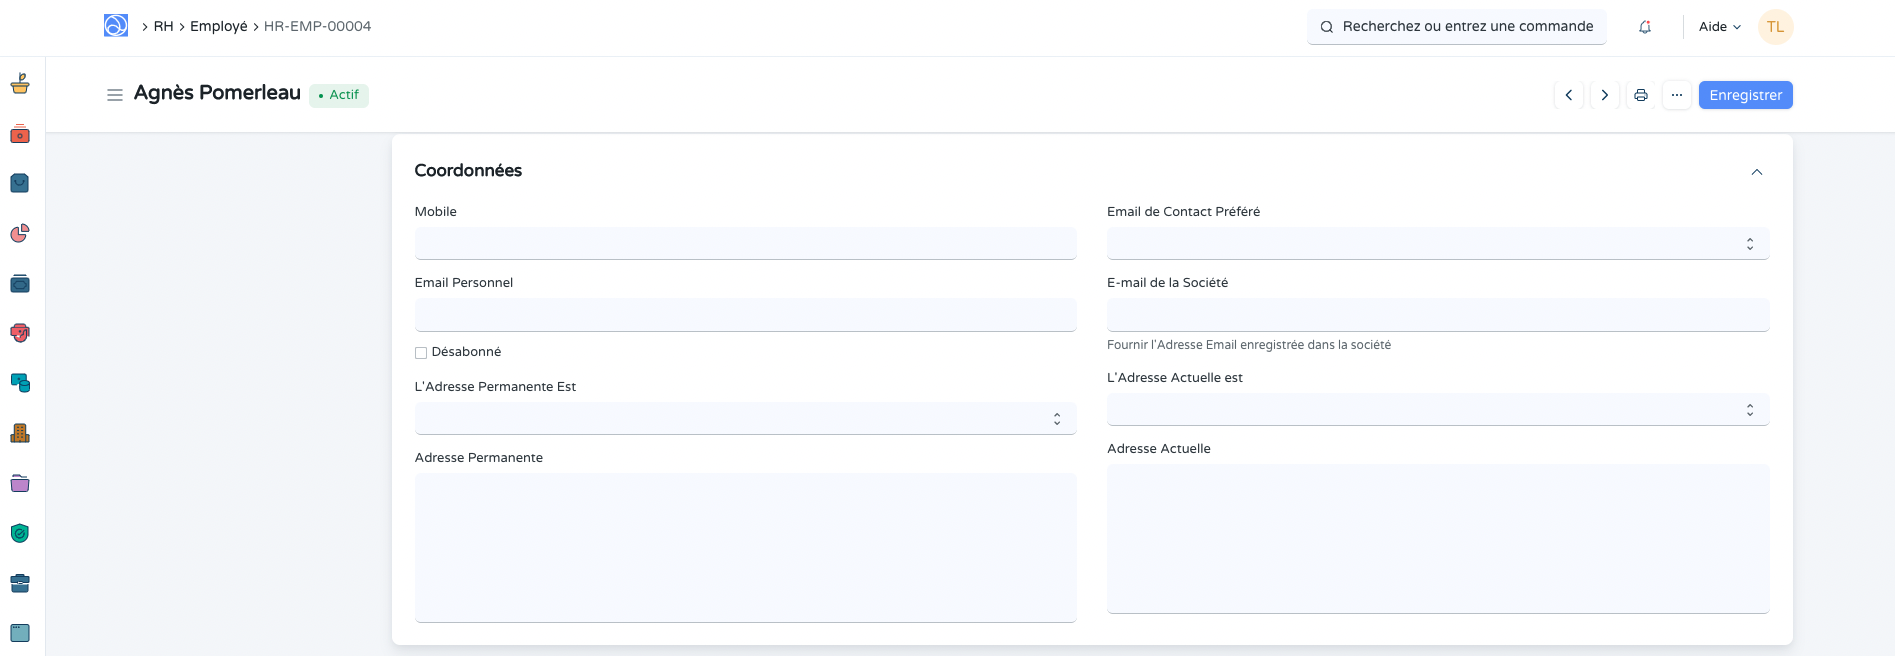 RH Employé HR-EMP-00004
Recherchez ou entrez une commande
Aide
TL
Agnès Pomerleau
Actif
...
Enregistrer
Coordonnées
Mobile
Email de Contact Préféré
Email Personnel
E-mail de la Société
Désabonné
Fournir l'Adresse Email enregistrée dans la société
L'Adresse Permanente Est
L'Adresse Actuelle est
Adresse Permanente
Adresse Actuelle